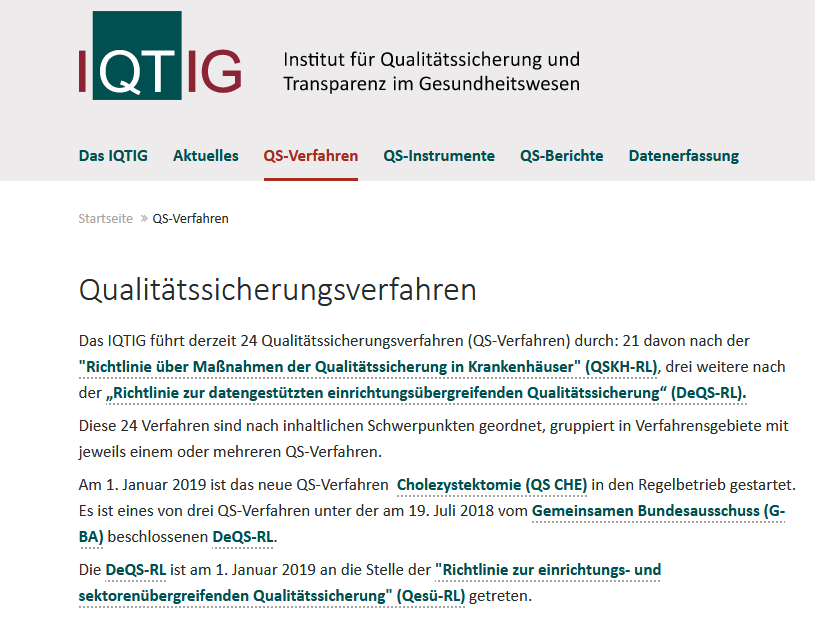 IQTIG
Institut für Qualitätssicherung und
Transparenz im Gesundheitswesen
Das IQTIG Aktuelles QS-Verfahren QS-Instrumente QS-Berichte Datenerfassung
Startseite » QS-Verfahren
Qualitätssicherungsverfahren
Das IQTIG führt derzeit 24 Qualitätssicherungsverfahren (QS-Verfahren) durch: 21 davon nach der
"Richtlinie über Maßnahmen der Qualitätssicherung in Krankenhäuser" (QSKH-RL), drei weitere nach
der „Richtlinie zur datengestützten einrichtungsübergreifenden Qualitätssicherung“ (DeQS-RL).
Diese 24 Verfahren sind nach inhaltlichen Schwerpunkten geordnet, gruppiert in Verfahrensgebiete mit
jeweils einem oder mehreren QS-Verfahren.
Am 1. Januar 2019 ist das neue QS-Verfahren Cholezystektomie (QS CHE) in den Regelbetrieb gestartet.
Es ist eines von drei QS-Verfahren unter der am 19. Juli 2018 vom Gemeinsamen Bundesausschuss (G-
BA) beschlossenen DeQS-RL.
Die DeQS-RL ist am 1. Januar 2019 an die Stelle der "Richtlinie zur einrichtungs- und
sektorenübergreifenden Qualitätssicherung" (Qesü-RL) getreten.